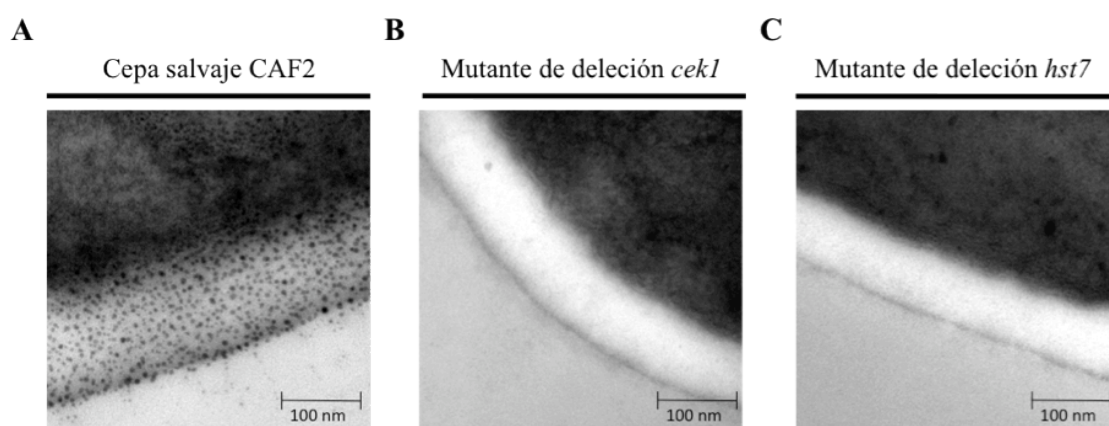 A
Cepa salvaje CAF2
B
Mutante de deleción cek1
C
Mutante de deleción hst7
100 nm
100 nm
100 nm